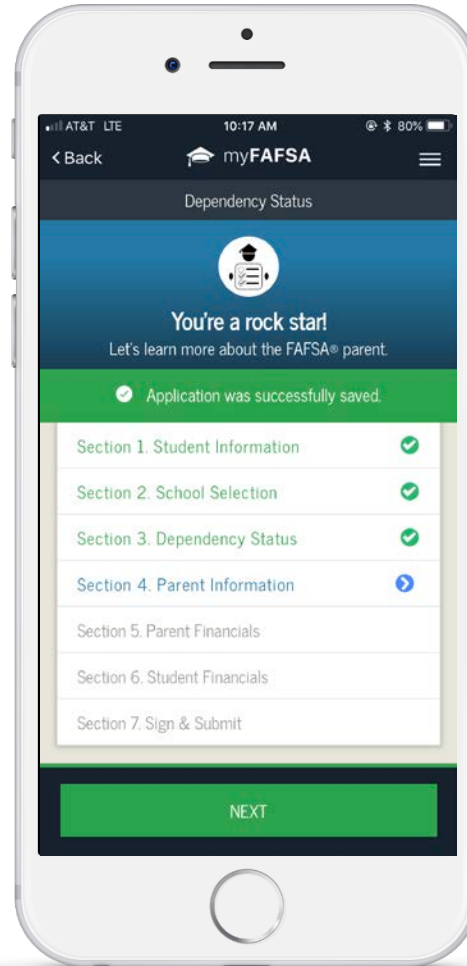 AT&T LTE 10:17 AM 80%
Back myFAFSA
Dependency Status
You're a rock star!
Let's learn more about the FAFSA® parent.
Application was successfully saved.
Section 1. Student Information
Section 2. School Selection
Section 3. Dependency Status
Section 4. Parent Information
Section 5. Parent Financials
Section 6. Student Financials
Section 7. Sign & Submit
NEXT